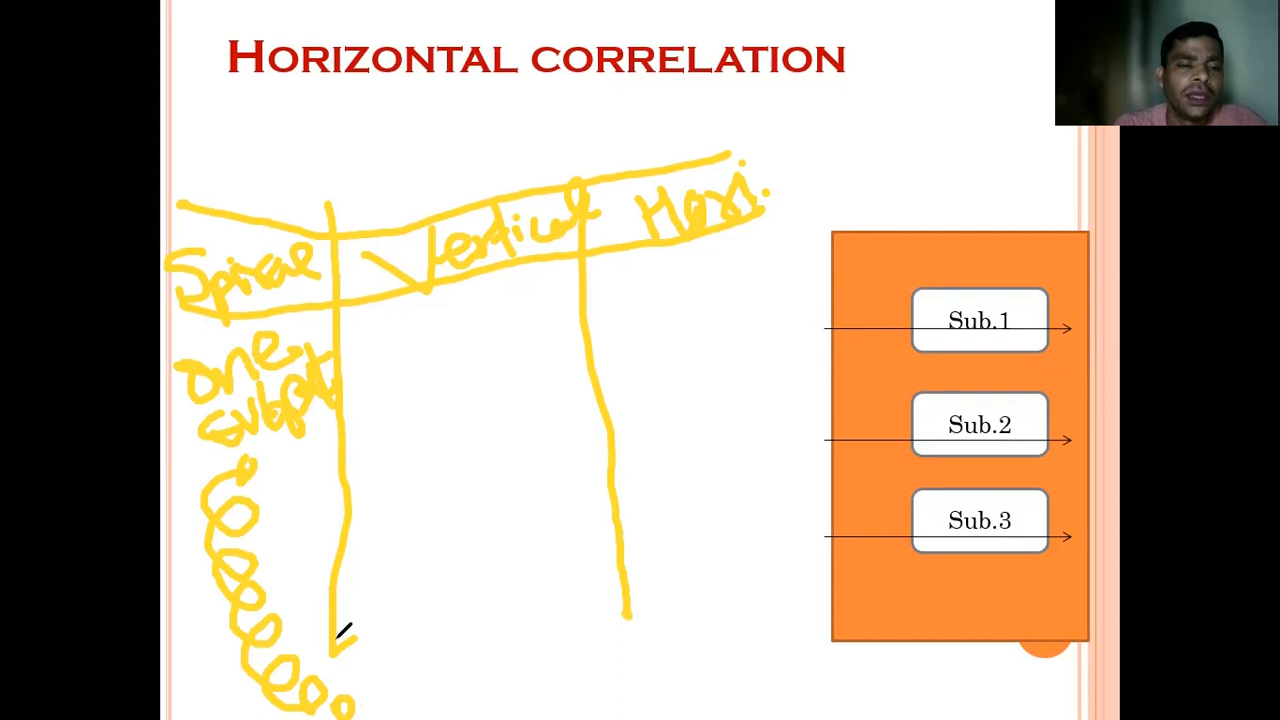 HORIZONTAL CORRELATION
Spiral Vertical Hori.
one
subject
Sub.1
Sub.2
Sub.3